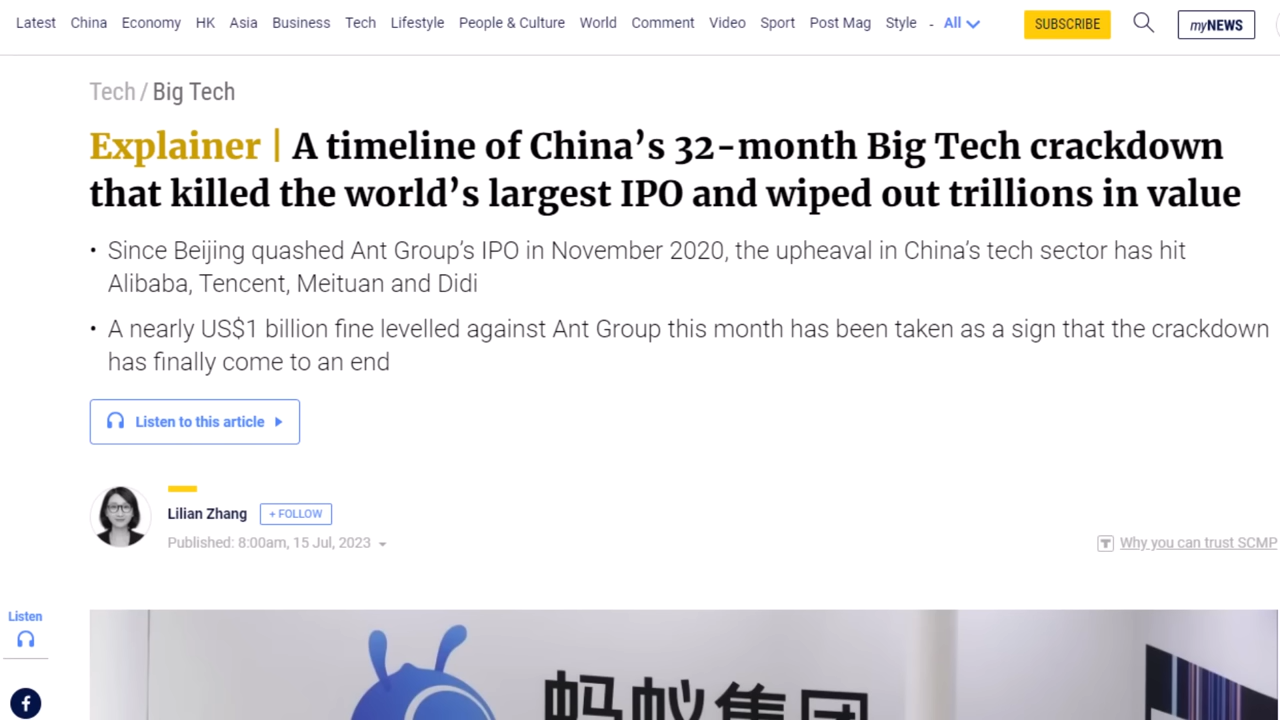 Latest China Economy HK Asia Business Tech Lifestyle People & Culture World Comment Video Sport Post Mag Style - All SUBSCRIBE myNEWS
Tech / Big Tech
Explainer | A timeline of China’s 32-month Big Tech crackdown
that killed the world’s largest IPO and wiped out trillions in value
• Since Beijing quashed Ant Group’s IPO in November 2020, the upheaval in China’s tech sector has hit
Alibaba, Tencent, Meituan and Didi
• A nearly US$1 billion fine levelled against Ant Group this month has been taken as a sign that the crackdown
has finally come to an end
Listen to this article
Lilian Zhang + FOLLOW
Published: 8:00am, 15 Jul, 2023
Why you can trust SCMP
Listen
蚂蚁集团